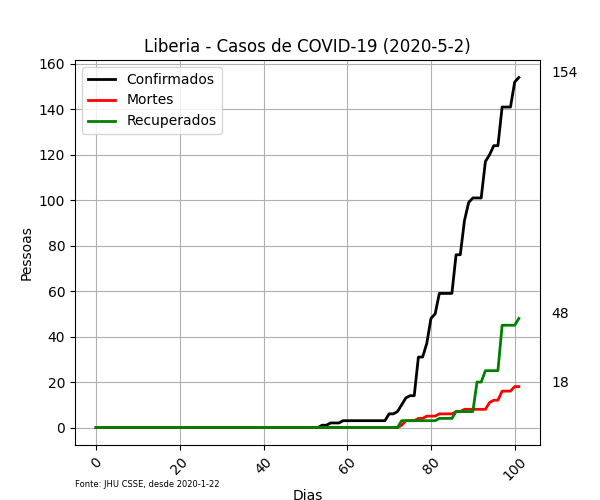 Liberia - Casos de COVID-19 (2020-5-2)
160
140
120
100
80
60
40
20
0
Pessoas
Confirmados
Mortes
Recuperados
154
48
18
0
20
40
60
80
100
Fonte: JHU CSSE, desde 2020-1-22
Dias